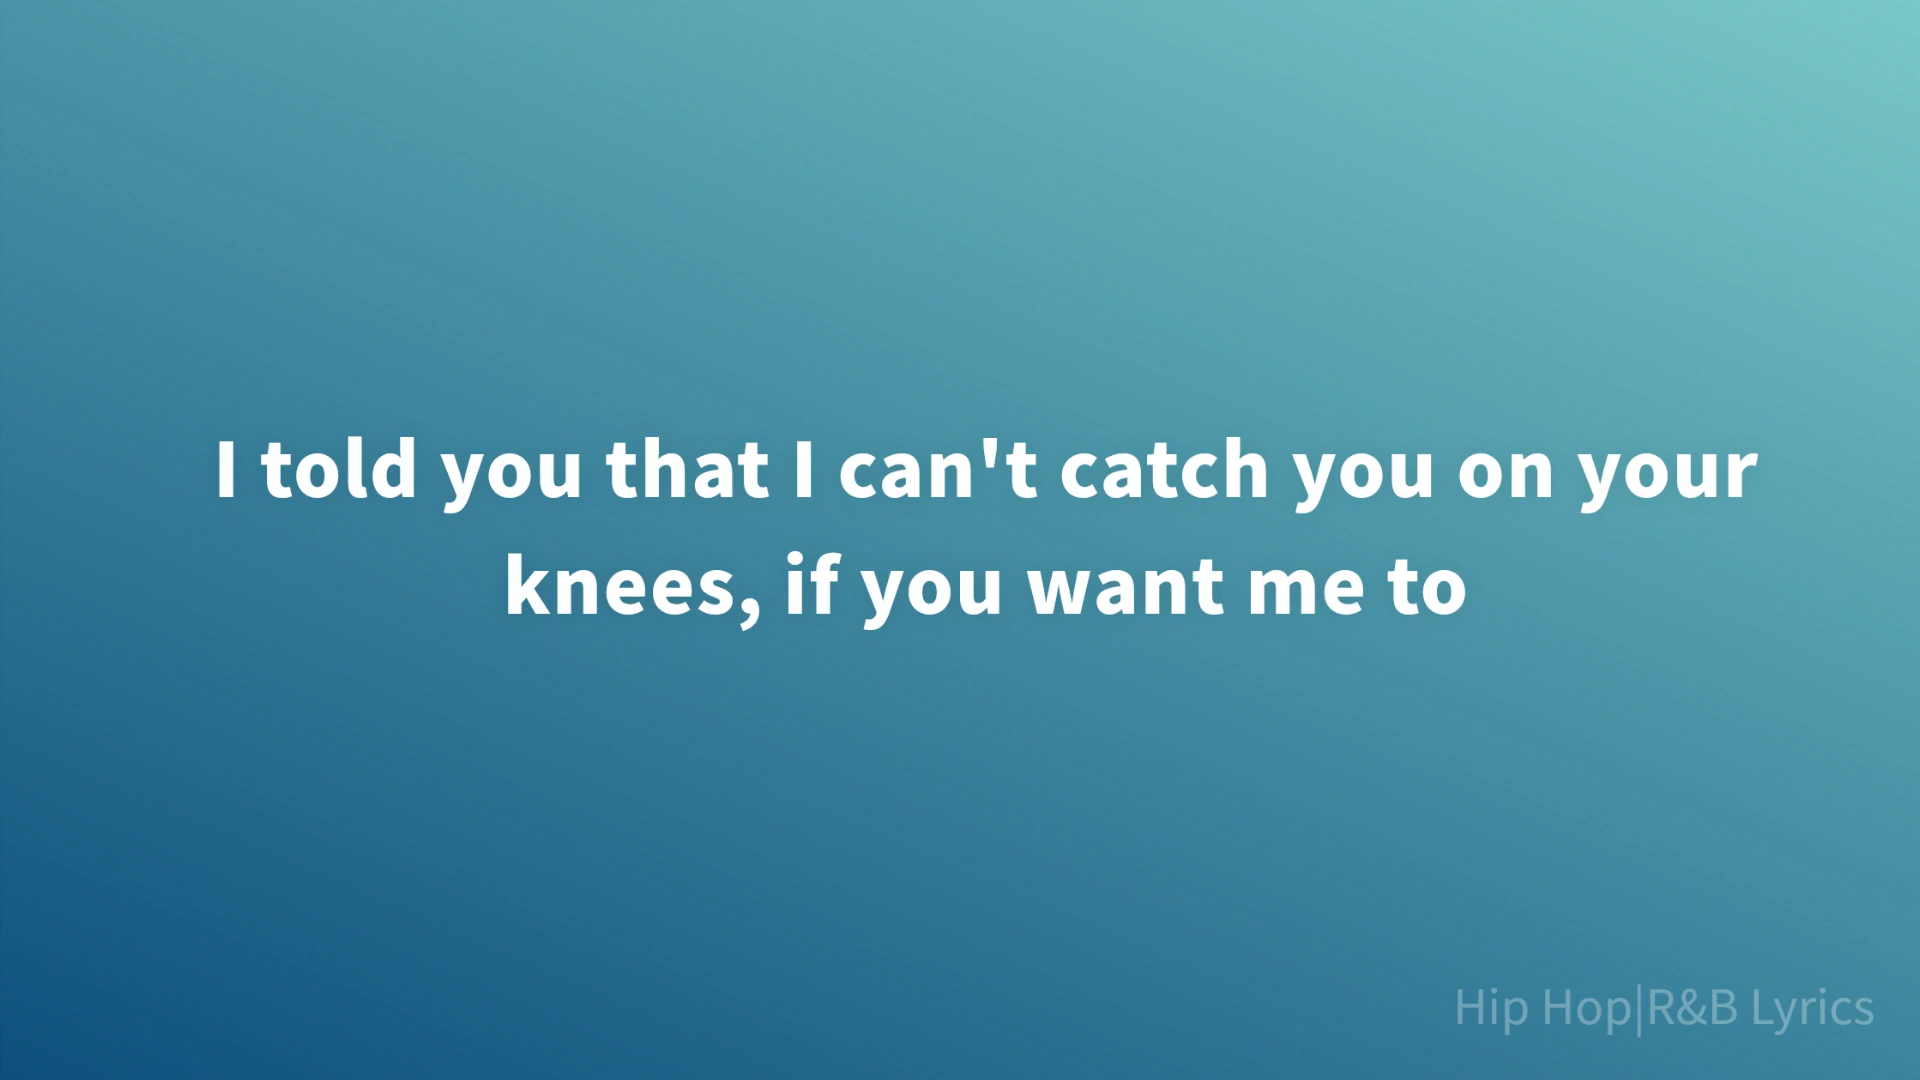 I told you that I can't catch you on your
knees, if you want me to
Hip Hop|R&B Lyrics